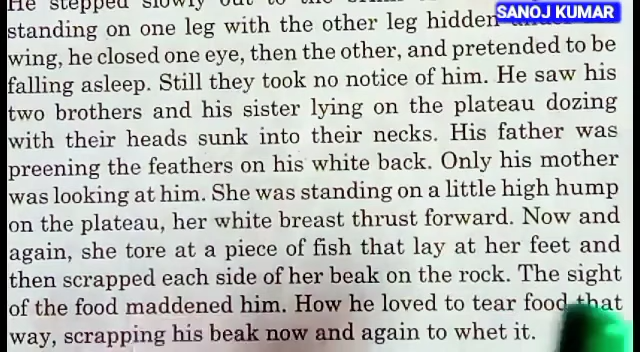 He stepped slowly out to the
SANOJ KUMAR
standing on one leg with the other leg hidden
wing, he closed one eye, then the other, and pretended to be
falling asleep. Still they took no notice of him. He saw his
two brothers and his sister lying on the plateau dozing
with their heads sunk into their necks. His father was
preening the feathers on his white back. Only his mother
was looking at him. She was standing on a little high hump
on the plateau, her white breast thrust forward. Now and
again, she tore at a piece of fish that lay at her feet and
then scrapped each side of her beak on the rock. The sight
of the food maddened him. How he loved to tear food that
way, scrapping his beak now and again to whet it.